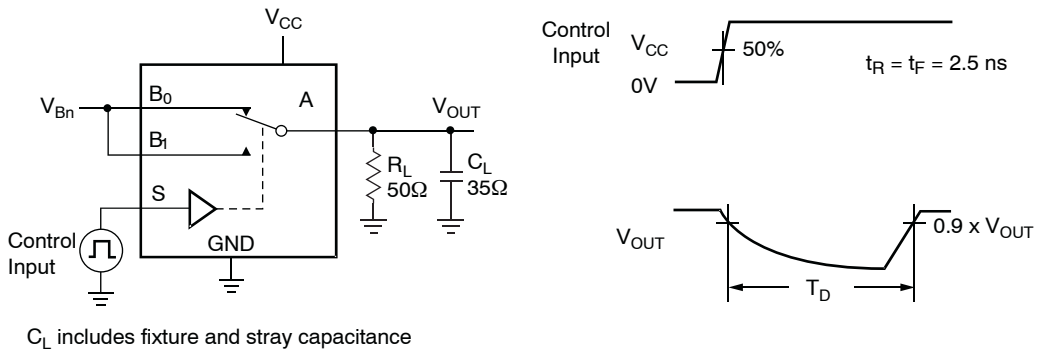 V_CC
V_Bn
B_0
A
V_OUT
B_1
R_L
50Ω
C_L
35Ω
S
Control
Input
GND
C_L includes fixture and stray capacitance
Control
Input
V_CC
50%
0V
t_R = t_F = 2.5 ns
V_OUT
0.9 x V_OUT
T_D